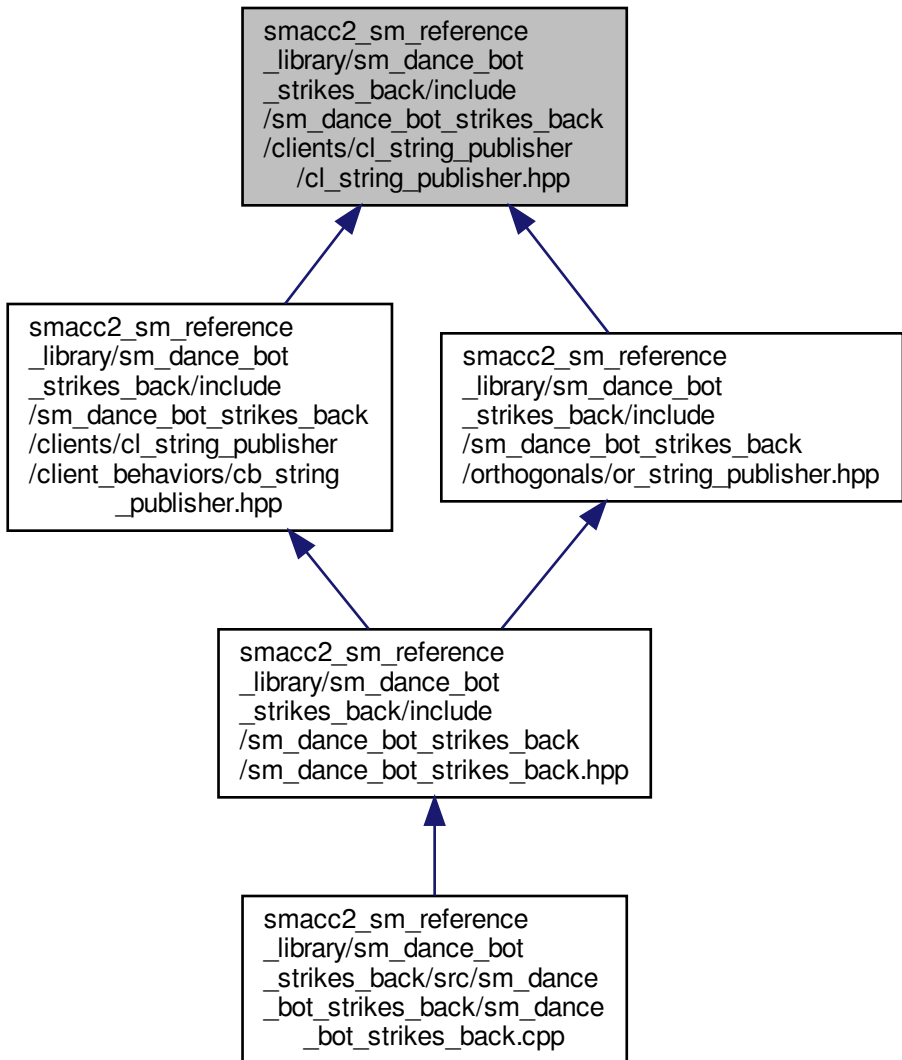 smacc2_sm_reference
_library/sm_dance_bot
_strikes_back/include
/sm_dance_bot_strikes_back
/clients/cl_string_publisher
/cl_string_publisher.hpp
smacc2_sm_reference
_library/sm_dance_bot
_strikes_back/include
/sm_dance_bot_strikes_back
/clients/cl_string_publisher
/client_behaviors/cb_string
_publisher.hpp
smacc2_sm_reference
_library/sm_dance_bot
_strikes_back/include
/sm_dance_bot_strikes_back
/orthogonals/or_string_publisher.hpp
smacc2_sm_reference
_library/sm_dance_bot
_strikes_back/include
/sm_dance_bot_strikes_back
/sm_dance_bot_strikes_back.hpp
smacc2_sm_reference
_library/sm_dance_bot
_strikes_back/src/sm_dance
_bot_strikes_back/sm_dance
_bot_strikes_back.cpp